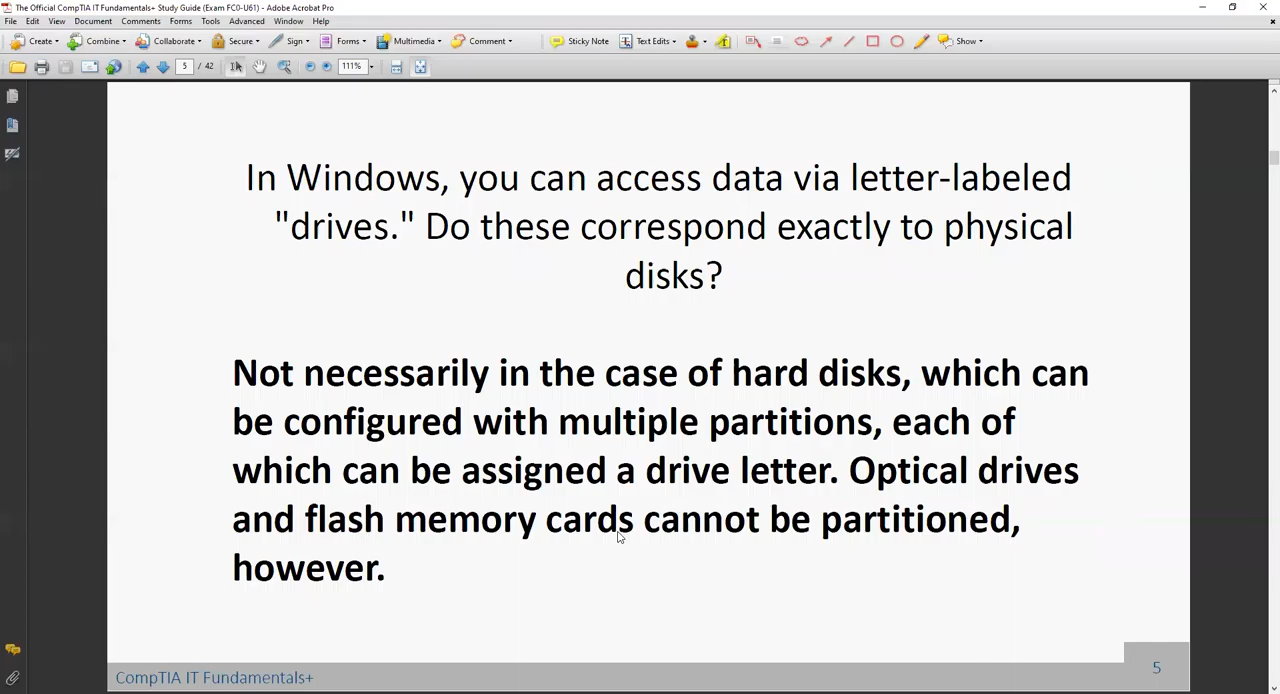 The Official CompTIA IT Fundamentals+ Study Guide (Exam FC0-U61) - Adobe Acrobat Pro
File Edit View Document Comments Forms Tools Advanced Window Help
Create Combine Collaborate Secure Sign Forms Multimedia Comment Sticky Note Text Edits Show
5 / 42 111%
In Windows, you can access data via letter-labeled
"drives." Do these correspond exactly to physical
disks?
Not necessarily in the case of hard disks, which can
be configured with multiple partitions, each of
which can be assigned a drive letter. Optical drives
and flash memory cards cannot be partitioned,
however.
CompTIA IT Fundamentals+ 5